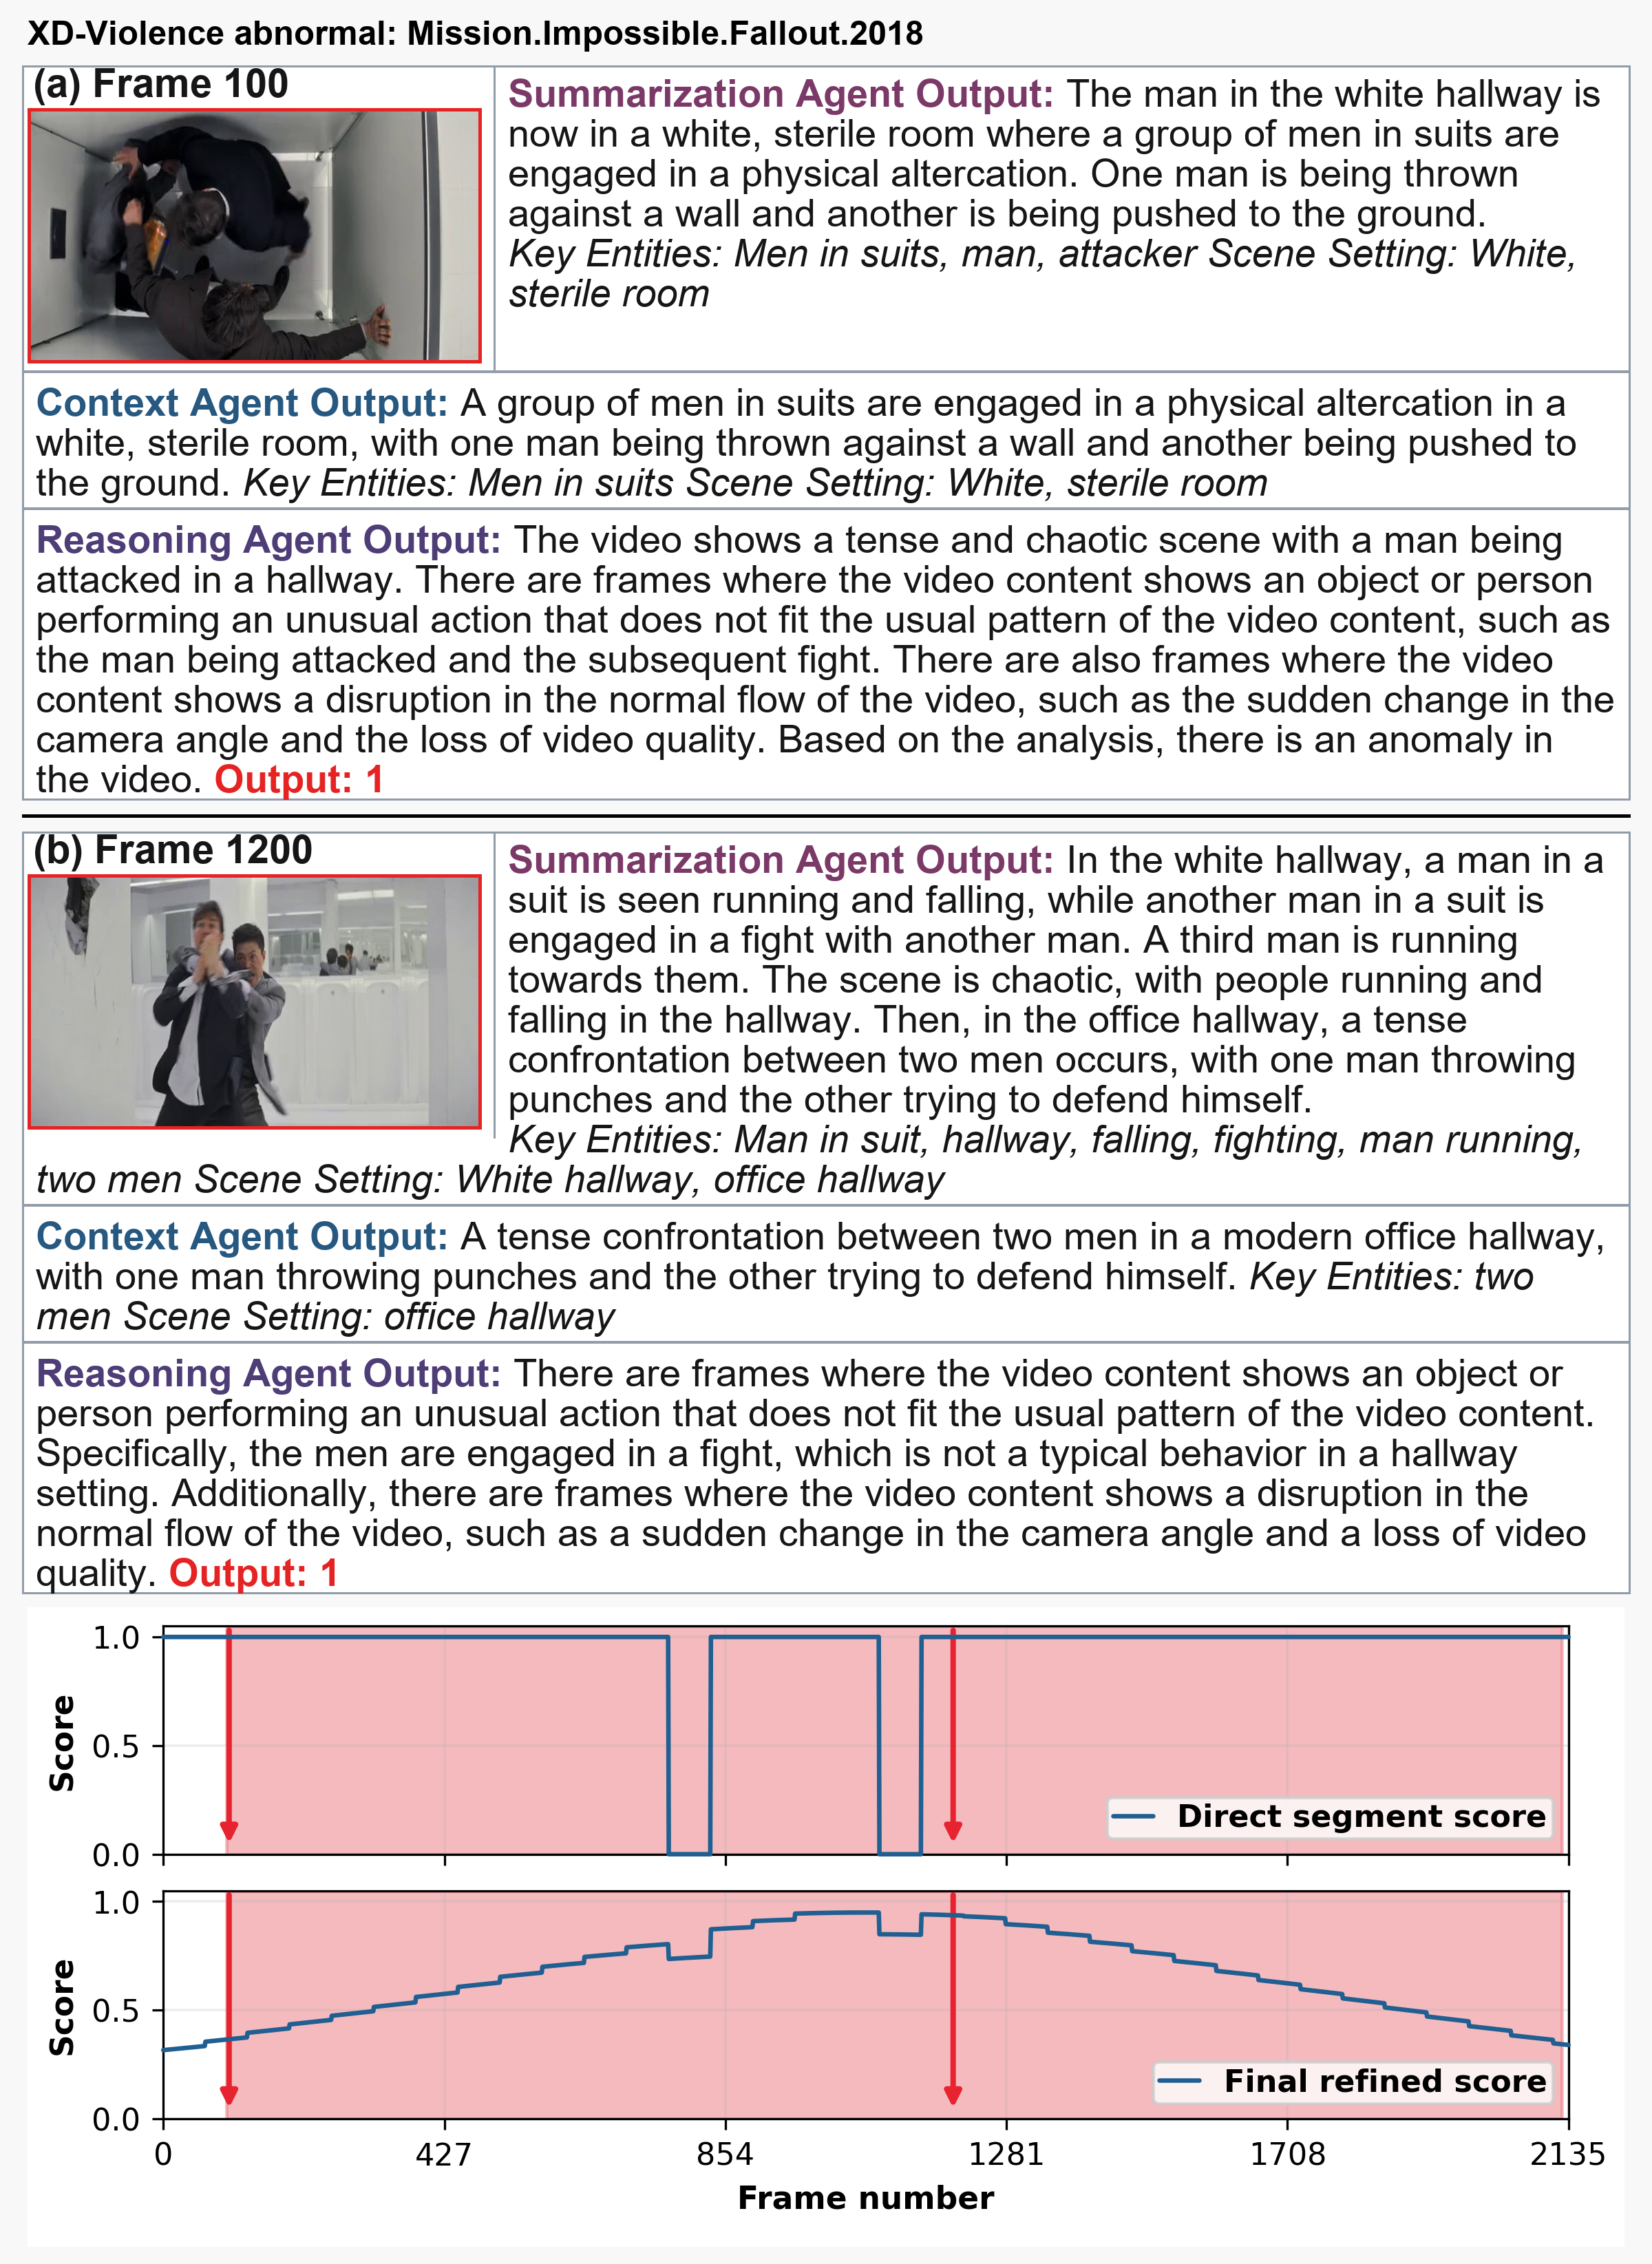 XD-Violence abnormal: Mission.Impossible.Fallout.2018
(a) Frame 100
Summarization Agent Output: The man in the white hallway is
now in a white, sterile room where a group of men in suits are
engaged in a physical altercation. One man is being thrown
against a wall and another is being pushed to the ground.
Key Entities: Men in suits, man, attacker Scene Setting: White,
sterile room
Context Agent Output: A group of men in suits are engaged in a physical altercation in a
white, sterile room, with one man being thrown against a wall and another being pushed to
the ground. Key Entities: Men in suits Scene Setting: White, sterile room
Reasoning Agent Output: The video shows a tense and chaotic scene with a man being
attacked in a hallway. There are frames where the video content shows an object or person
performing an unusual action that does not fit the usual pattern of the video content, such as
the man being attacked and the subsequent fight. There are also frames where the video
content shows a disruption in the normal flow of the video, such as the sudden change in the
camera angle and the loss of video quality. Based on the analysis, there is an anomaly in
the video. Output: 1
(b) Frame 1200
Summarization Agent Output: In the white hallway, a man in a
suit is seen running and falling, while another man in a suit is
engaged in a fight with another man. A third man is running
towards them. The scene is chaotic, with people running and
falling in the hallway. Then, in the office hallway, a tense
confrontation between two men occurs, with one man throwing
punches and the other trying to defend himself.
Key Entities: Man in suit, hallway, falling, fighting, man running,
two men Scene Setting: White hallway, office hallway
Context Agent Output: A tense confrontation between two men in a modern office hallway,
with one man throwing punches and the other trying to defend himself. Key Entities: two
men Scene Setting: office hallway
Reasoning Agent Output: There are frames where the video content shows an object or
person performing an unusual action that does not fit the usual pattern of the video content.
Specifically, the men are engaged in a fight, which is not a typical behavior in a hallway
setting. Additionally, there are frames where the video content shows a disruption in the
normal flow of the video, such as a sudden change in the camera angle and a loss of video
quality. Output: 1
1.0
0.5
0.0
Score
Direct segment score
1.0
0.5
0.0
Score
Final refined score
0 427 854 1281 1708 2135
Frame number